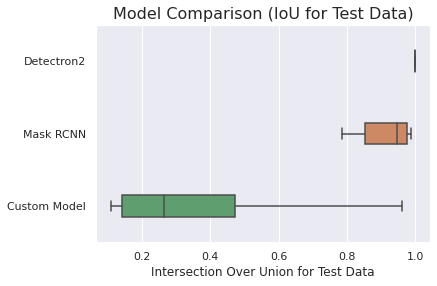 Model Comparison (IoU for Test Data)
Detectron2
Mask RCNN
Custom Model
0.2 0.4 0.6 0.8 1.0
Intersection Over Union for Test Data